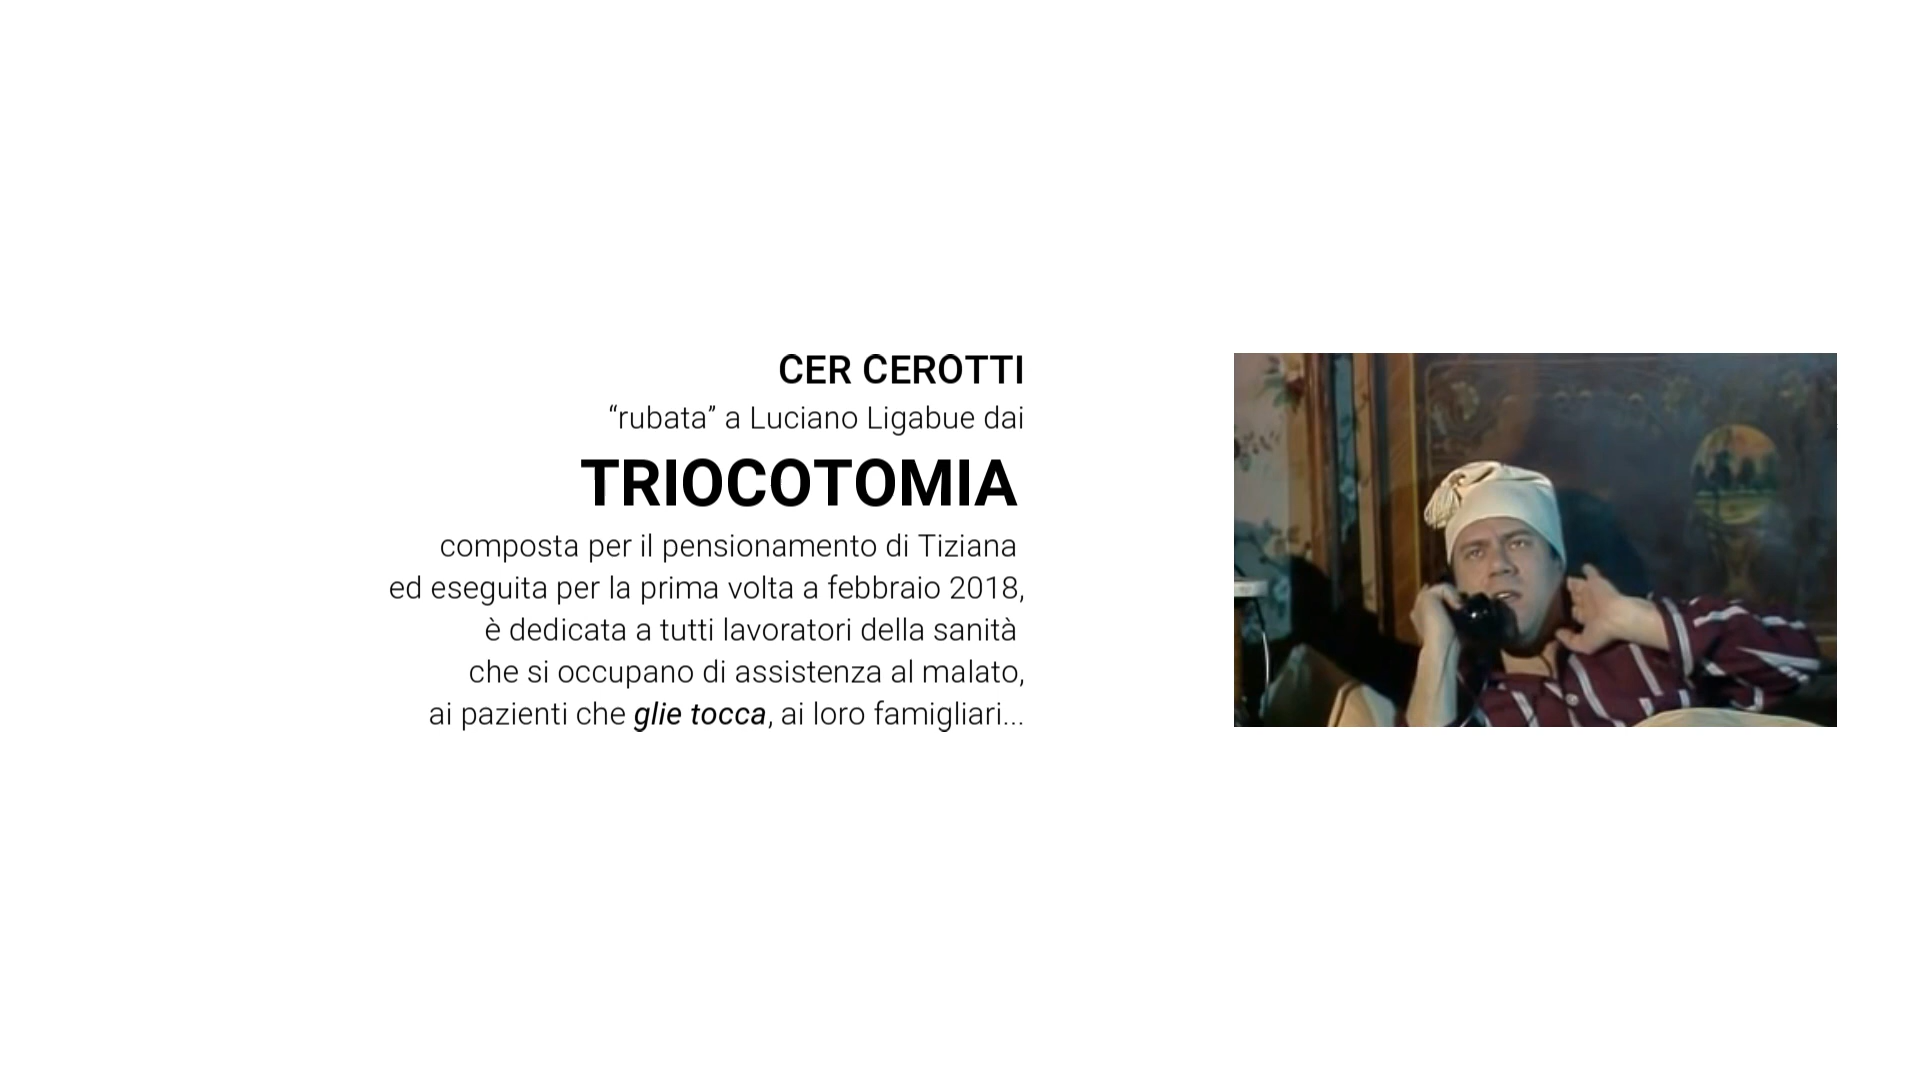 CER CEROTTI
“rubata” a Luciano Ligabue dai
TRIOCOTOMIA
composta per il pensionamento di Tiziana
ed eseguita per la prima volta a febbraio 2018,
è dedicata a tutti lavoratori della sanità
che si occupano di assistenza al malato,
ai pazienti che glie tocca, ai loro famigliari...